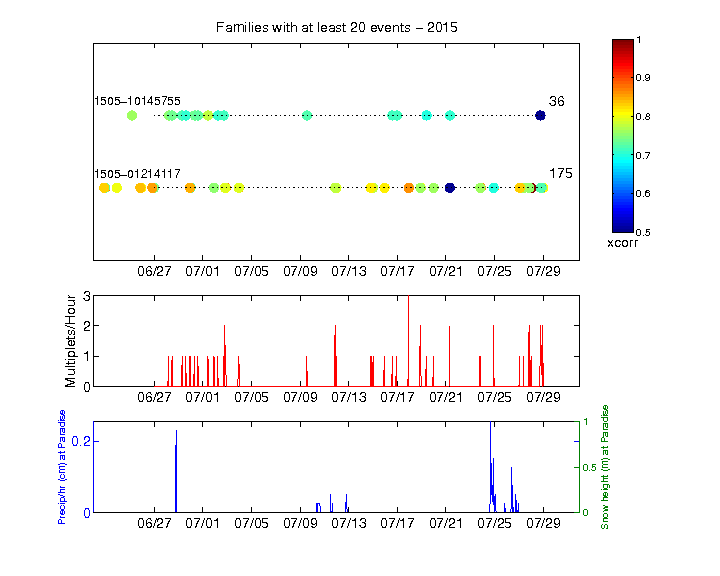 Families with at least 20 events – 2015
1505–10145755
36
1505–01214117
175
06/27 07/01 07/05 07/09 07/13 07/17 07/21 07/25 07/29
1
0.9
0.8
0.7
0.6
0.5
xcorr
Multiplets/Hour
3
2
1
0
06/27 07/01 07/05 07/09 07/13 07/17 07/21 07/25 07/29
Precip/hr (cm) at Paradise
0.2
0
1
0.5
0
Snow height (m) at Paradise
06/27 07/01 07/05 07/09 07/13 07/17 07/21 07/25 07/29